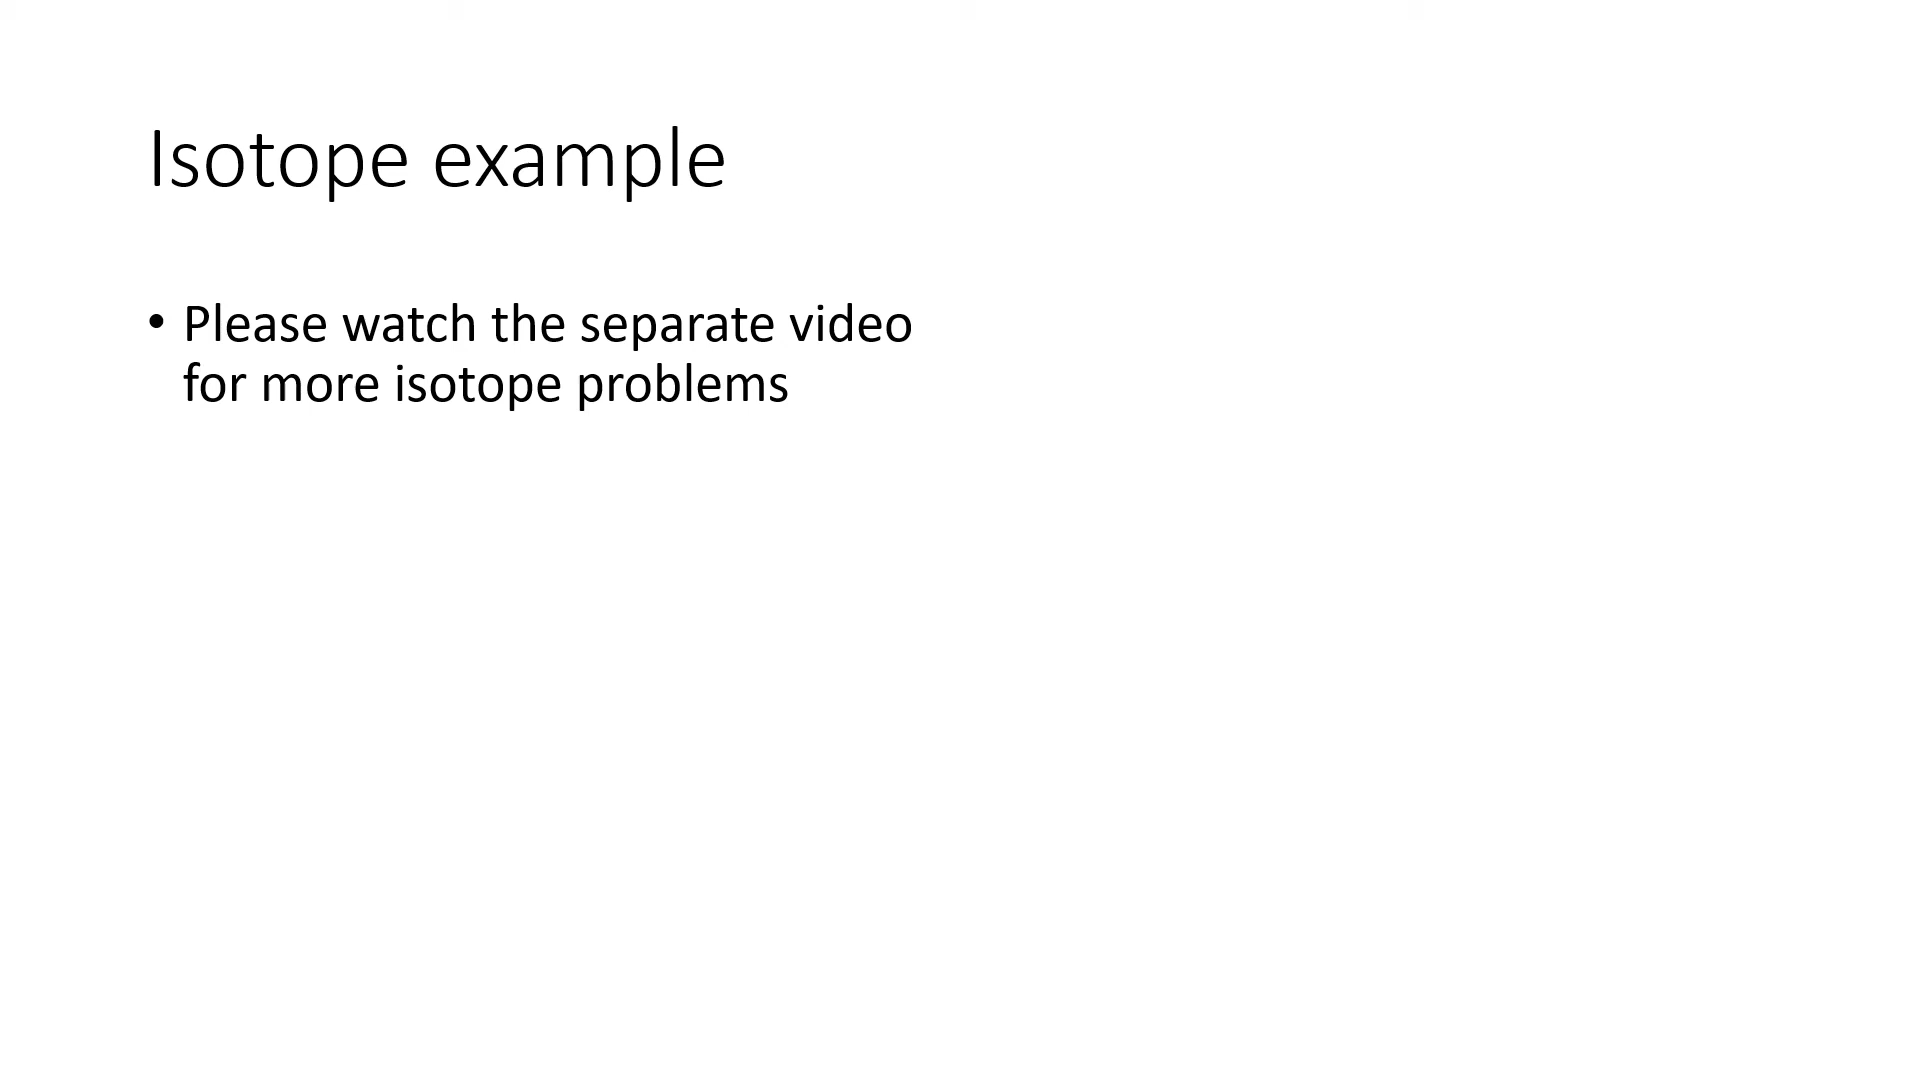 Isotope example
• Please watch the separate video
for more isotope problems